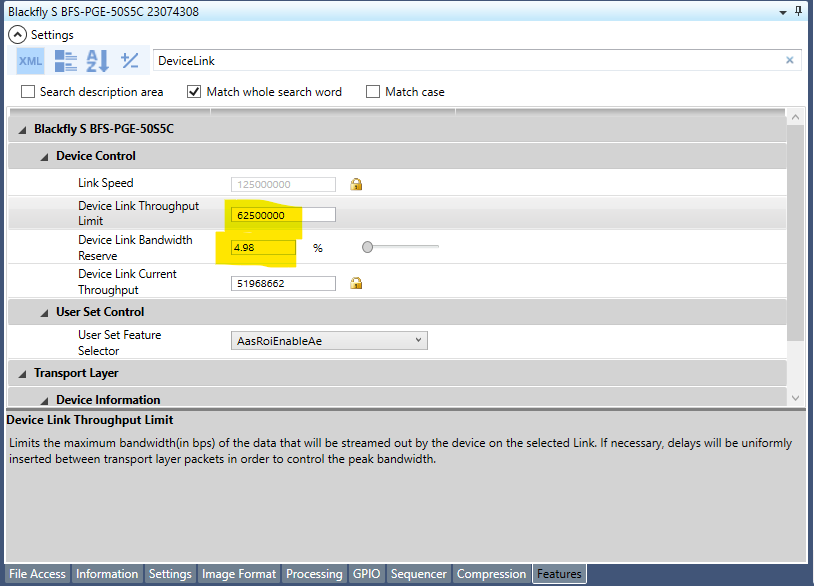 Blackfly S BFS-PGE-50S5C 23074308
Settings
XML
A
Z
DeviceLink
Search description area
Match whole search word
Match case
Blackfly S BFS-PGE-50S5C
Device Control
Link Speed
125000000
Device Link Throughput
Limit
62500000
Device Link Bandwidth
Reserve
4.98
%
Device Link Current
Throughput
51968662
User Set Control
User Set Feature
Selector
AasRoiEnableAe
Transport Layer
Device Information
Device Link Throughput Limit
Limits the maximum bandwidth(in bps) of the data that will be streamed out by the device on the selected Link. If necessary, delays will be uniformly
inserted between transport layer packets in order to control the peak bandwidth.
File Access
Information
Settings
Image Format
Processing
GPIO
Sequencer
Compression
Features